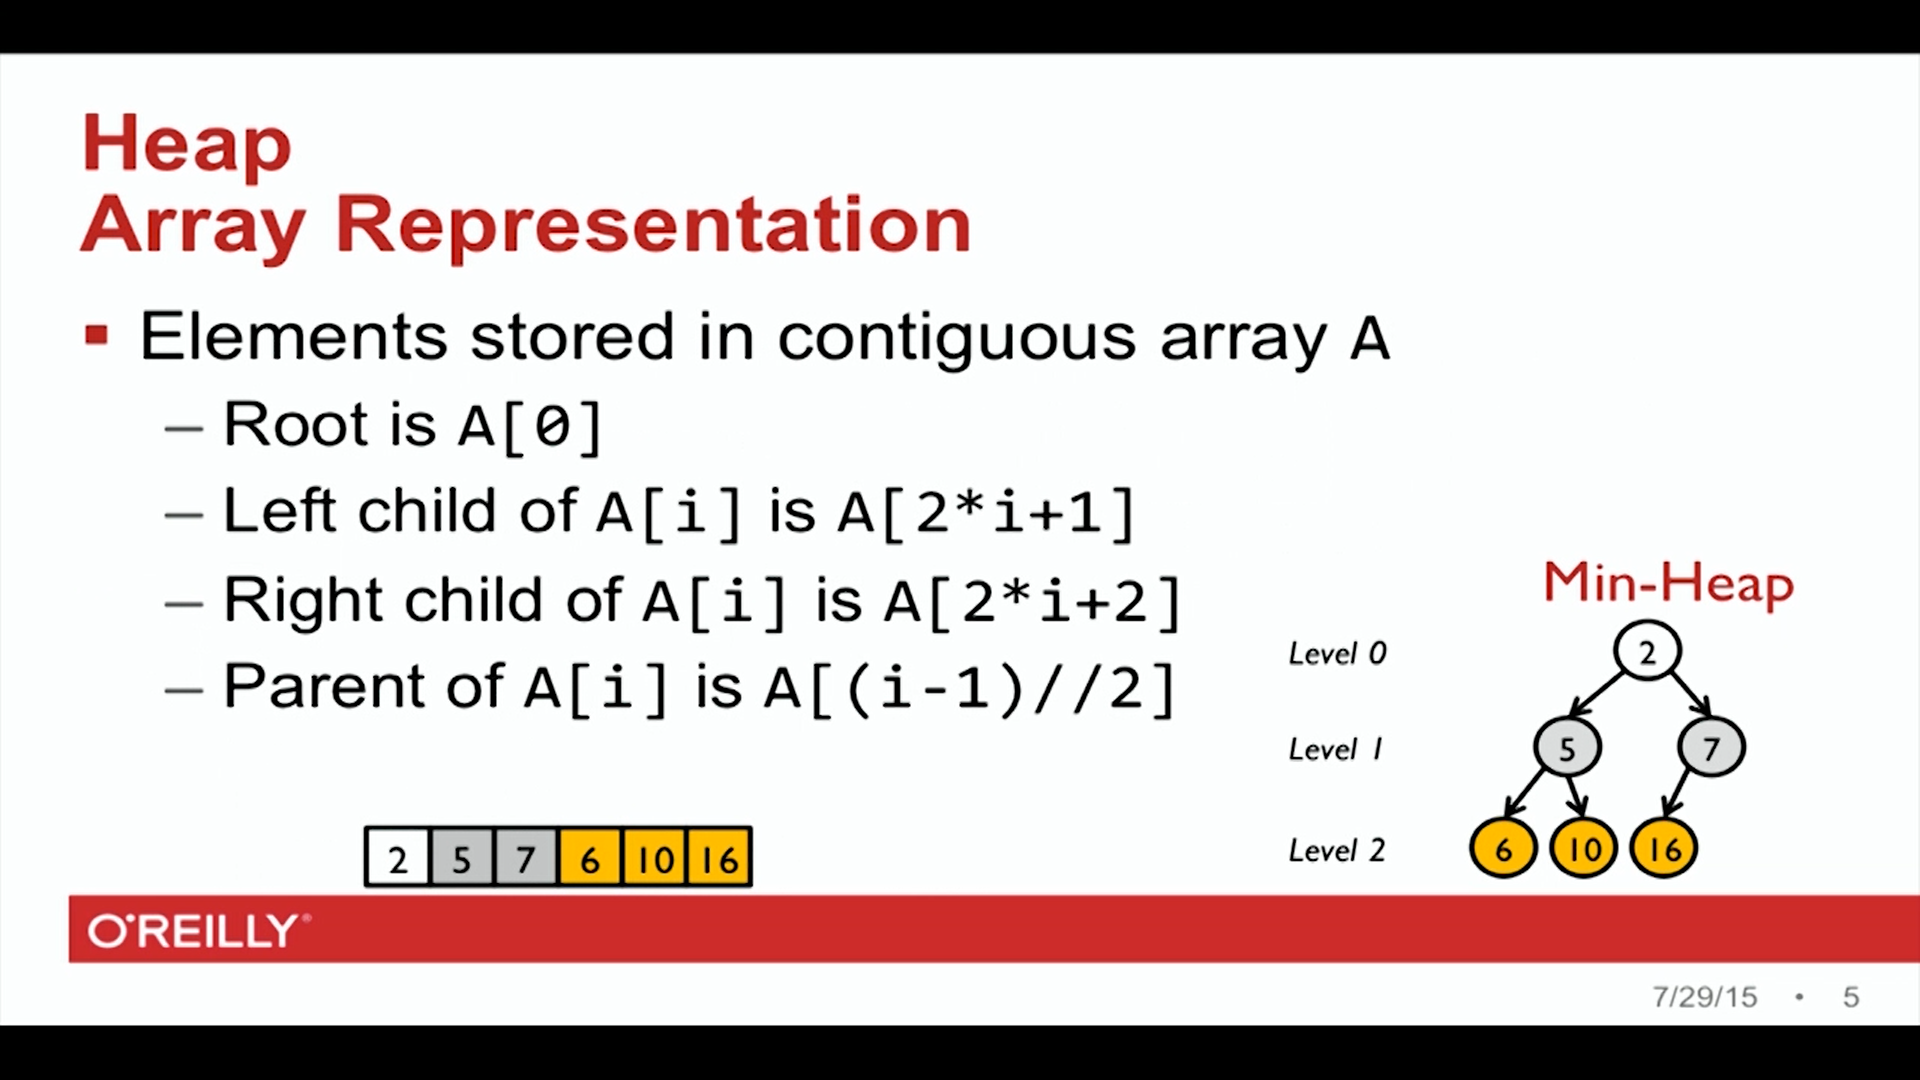 Heap
Array Representation
▪ Elements stored in contiguous array A
– Root is A[0]
– Left child of A[i] is A[2*i+1]
– Right child of A[i] is A[2*i+2]
– Parent of A[i] is A[(i-1)//2]
2 5 7 6 10 16
Min-Heap
Level 0 2
Level 1 5 7
Level 2 6 10 16
O'REILLY®
7/29/15 • 5